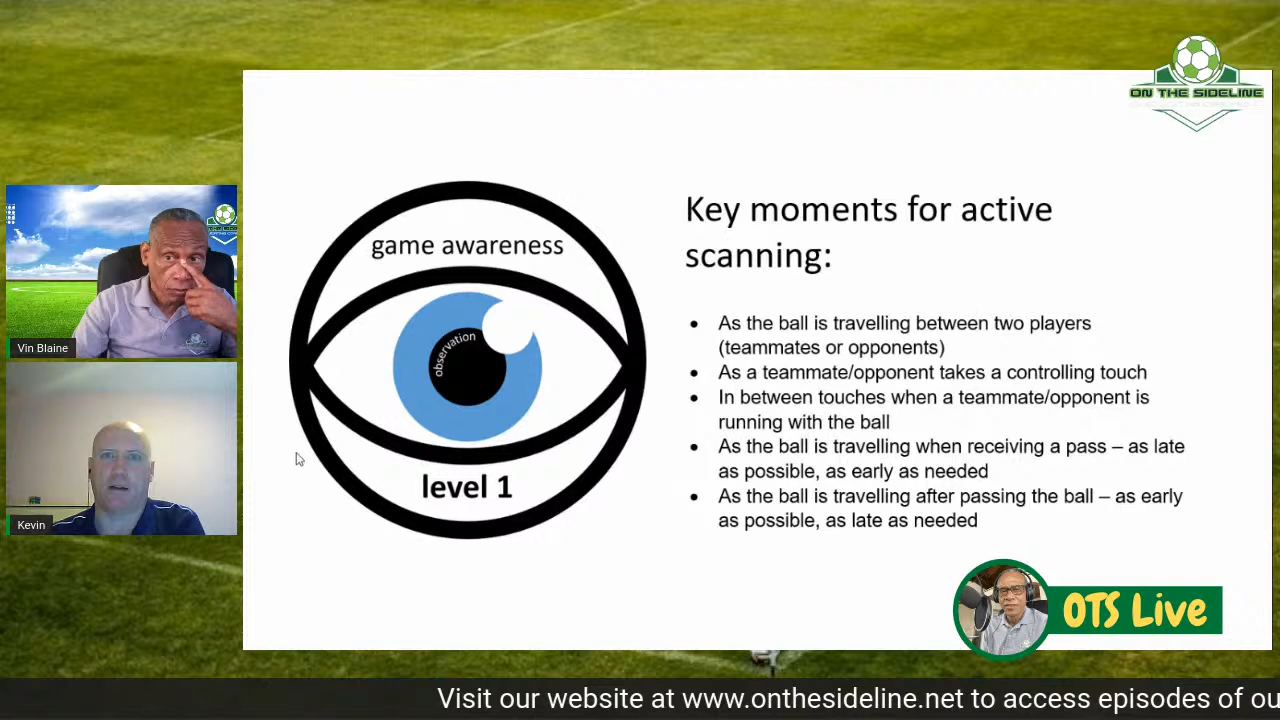 ON THE SIDELINE
game awareness
observation
level 1
Key moments for active
scanning:
• As the ball is travelling between two players
(teammates or opponents)
• As a teammate/opponent takes a controlling touch
• In between touches when a teammate/opponent is
running with the ball
• As the ball is travelling when receiving a pass – as late
as possible, as early as needed
• As the ball is travelling after passing the ball – as early
as possible, as late as needed
Vin Blaine
Kevin
OTS Live
Visit our website at www.onthesideline.net to access episodes of ou